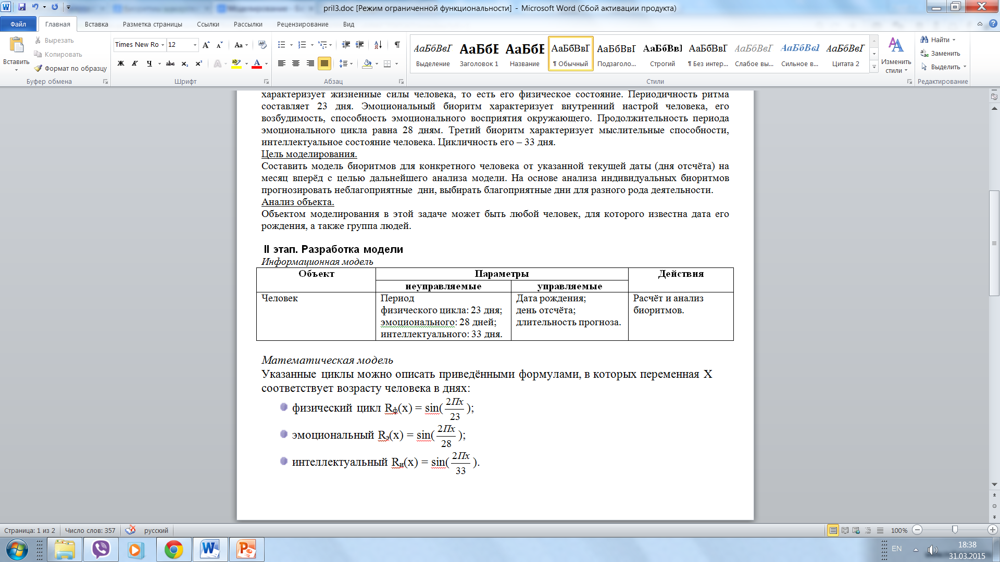 pril3.doc [Режим ограниченной функциональности] - Microsoft Word (Сбой активации продукта)
Файл Главная Вставка Разметка страницы Ссылки Рассылки Рецензирование Вид
Вставить
Вырезать
Копировать
Формат по образцу
Буфер обмена
Times New Ro 12
Ж К Ч abc x₂ x²
Шрифт
Абзац
АаБбВвГ АаБбЕ АаБбЕ АаБбВвГ АаБбВвГ АаБбВвІ АаБбВвГ АаБбВвГ АаБбВвІ АаБбВвГ
Выделение Заголовок 1 Название ¶ Обычный Подзаголо... Строгий ¶ Без интер... Слабое вы... Сильное в... Цитата 2
Стили
Изменить стили
Найти
Заменить
Выделить
Редактирование
характеризует жизненные силы человека, то есть его физическое состояние. Периодичность ритма
составляет 23 дня. Эмоциональный биоритм характеризует внутренний настрой человека, его
возбудимость, способность эмоционального восприятия окружающего. Продолжительность периода
эмоционального цикла равна 28 дням. Третий биоритм характеризует мыслительные способности,
интеллектуальное состояние человека. Цикличность его – 33 дня.
Цель моделирования.
Составить модель биоритмов для конкретного человека от указанной текущей даты (дня отсчёта) на
месяц вперёд с целью дальнейшего анализа модели. На основе анализа индивидуальных биоритмов
прогнозировать неблагоприятные дни, выбирать благоприятные дни для разного рода деятельности.
Анализ объекта.
Объектом моделирования в этой задаче может быть любой человек, для которого известна дата его
рождения, а также группа людей.
II этап. Разработка модели
Информационная модель
Объект Параметры Действия
неуправляемые управляемые
Человек Период Дата рождения; Расчёт и анализ
физического цикла: 23 дня; день отсчёта; биоритмов.
эмоционального: 28 дней; длительность прогноза.
интеллектуального: 33 дня.
Математическая модель
Указанные циклы можно описать приведёнными формулами, в которых переменная X
соответствует возрасту человека в днях:
физический цикл Rф(x) = sin(2Пх/23);
эмоциональный Rэ(x) = sin(2Пх/28);
интеллектуальный Rи(x) = sin(2Пх/33).
Страница: 1 из 2 Число слов: 357 русский 100%
EN 18:38
31.03.2015